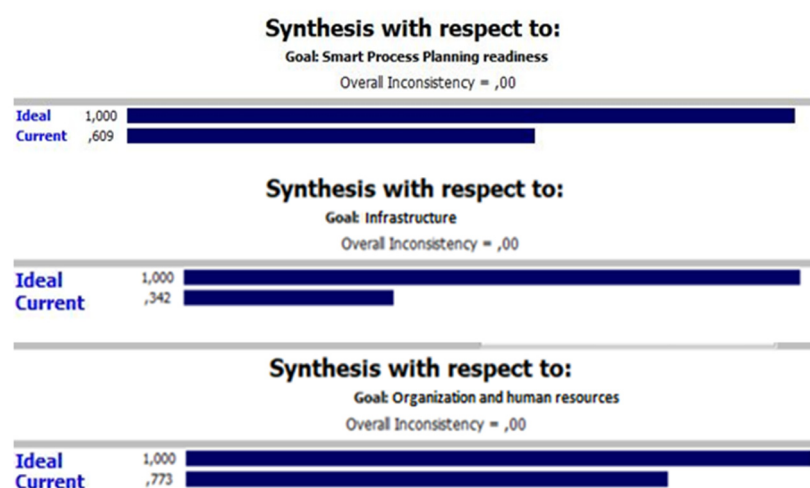 Synthesis with respect to:
Goal: Smart Process Planning readiness
Overall Inconsistency = ,00
Ideal 1,000
Current ,609
Synthesis with respect to:
Goal: Infrastructure
Overall Inconsistency = ,00
Ideal 1,000
Current ,342
Synthesis with respect to:
Goal: Organization and human resources
Overall Inconsistency = ,00
Ideal 1,000
Current ,773